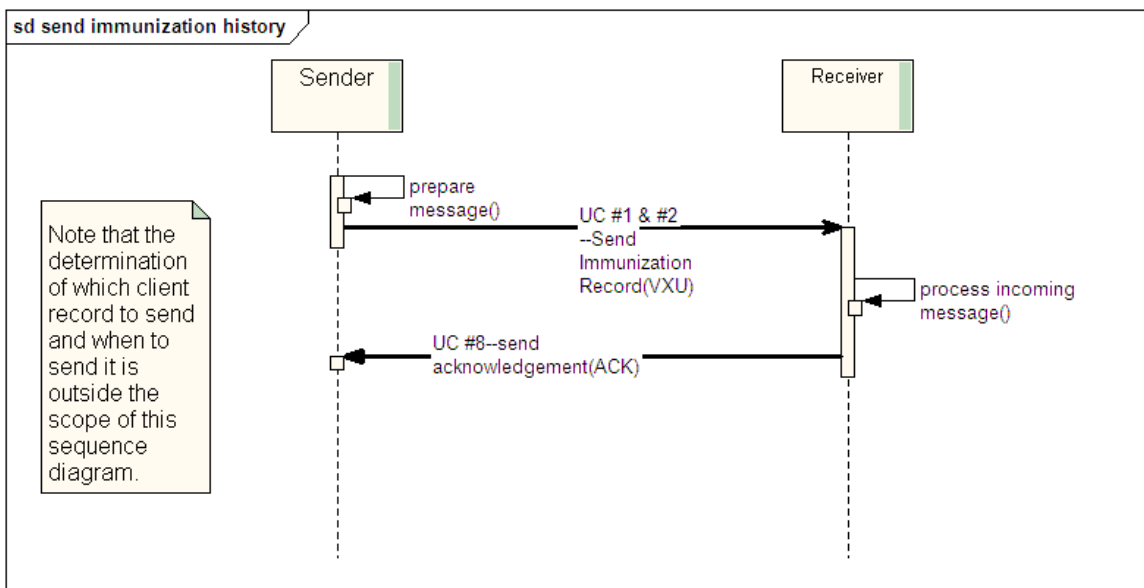 sd send immunization history
Sender
Receiver
prepare
message()
UC #1 & #2
--Send
Immunization
Record(VXU)
process incoming
message()
UC #8--send
acknowledgement(ACK)
Note that the
determination
of which client
record to send
and when to
send it is
outside the
scope of this
sequence
diagram.